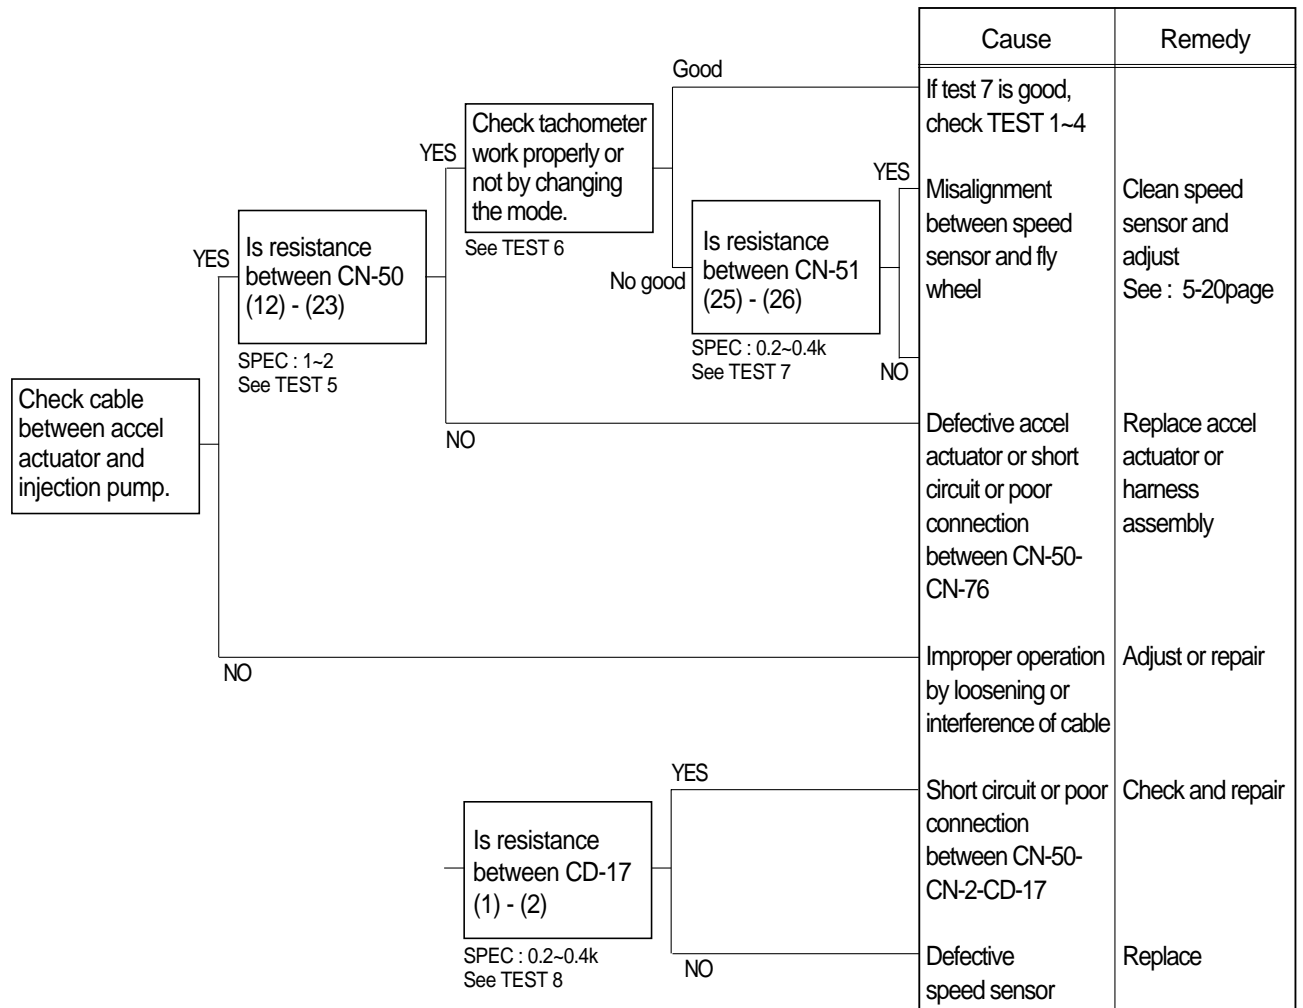 Cause
Remedy
Good
If test 7 is good,
check TEST 1~4
Check tachometer
work properly or
not by changing
the mode.
YES
See TEST 6
YES
Misalignment
between speed
sensor and fly
wheel
Clean speed
sensor and
adjust
See : 5-20page
YES
Is resistance
between CN-50
(12) - (23)
SPEC : 1~2
See TEST 5
No good
Is resistance
between CN-51
(25) - (26)
SPEC : 0.2~0.4k
See TEST 7
NO
Check cable
between accel
actuator and
injection pump.
NO
Defective accel
actuator or short
circuit or poor
connection
between CN-50-
CN-76
Replace accel
actuator or
harness
assembly
NO
Improper operation
by loosening or
interference of cable
Adjust or repair
YES
Short circuit or poor
connection
between CN-50-
CN-2-CD-17
Check and repair
Is resistance
between CD-17
(1) - (2)
SPEC : 0.2~0.4k
See TEST 8
NO
Defective
speed sensor
Replace